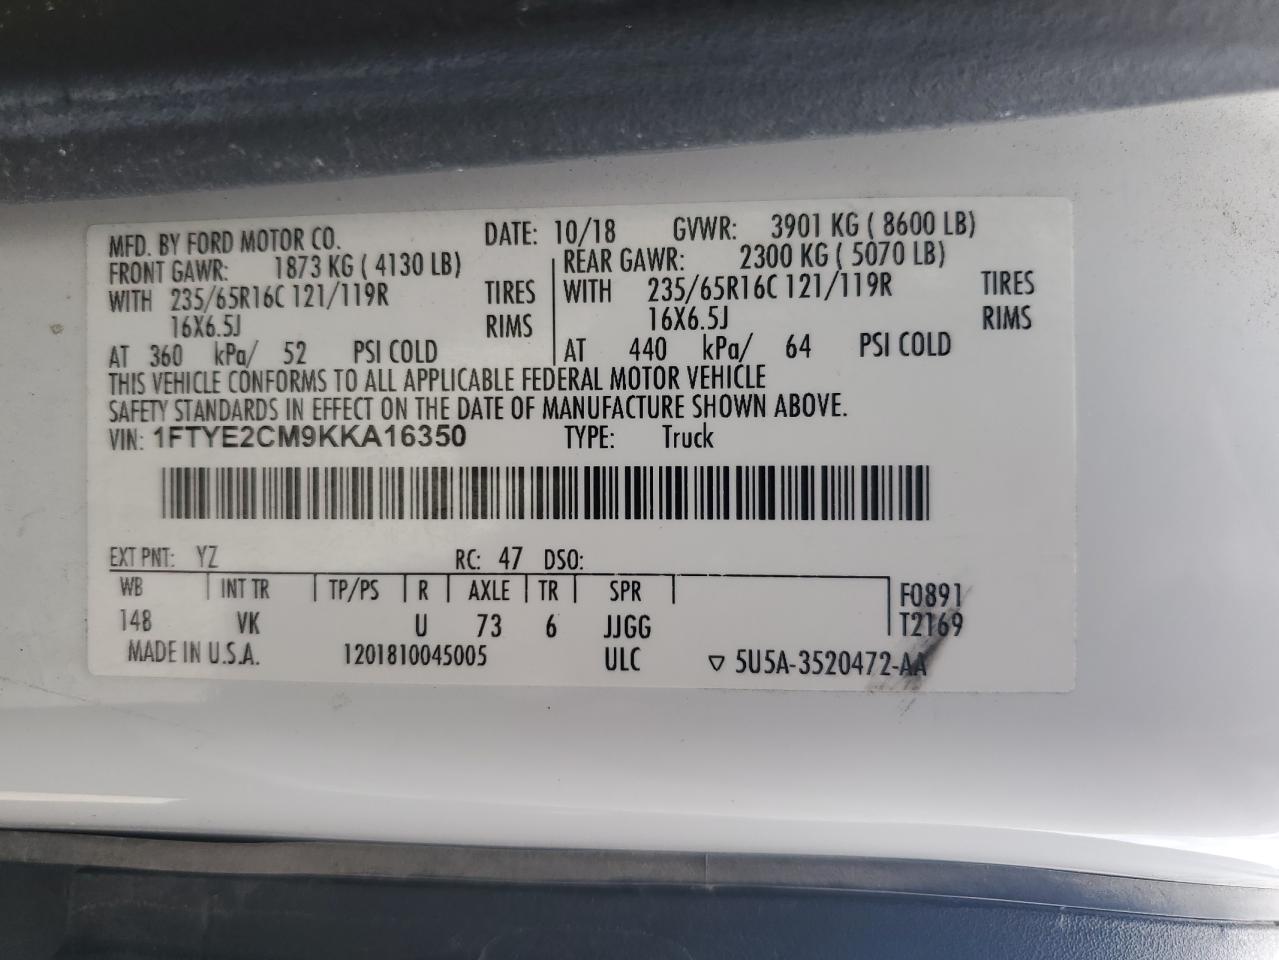 MFD. BY FORD MOTOR CO. DATE: 10/18 GVWR: 3901 KG ( 8600 LB)
FRONT GAWR: 1873 KG ( 4130 LB) REAR GAWR: 2300 KG ( 5070 LB)
WITH 235/65R16C 121/119R TIRES WITH 235/65R16C 121/119R TIRES
16X6.5J RIMS 16X6.5J RIMS
AT 360 kPa/ 52 PSI COLD AT 440 kPa/ 64 PSI COLD
THIS VEHICLE CONFORMS TO ALL APPLICABLE FEDERAL MOTOR VEHICLE
SAFETY STANDARDS IN EFFECT ON THE DATE OF MANUFACTURE SHOWN ABOVE.
VIN: 1FTYE2CM9KKA16350 TYPE: Truck
EXT PNT: YZ RC: 47 DSO:
WB INT TR TP/PS R AXLE TR SPR F0891
148 VK U 73 6 JJGG T2169
MADE IN U.S.A. 1201810045005 ULC ▽ 5U5A-3520472-AA